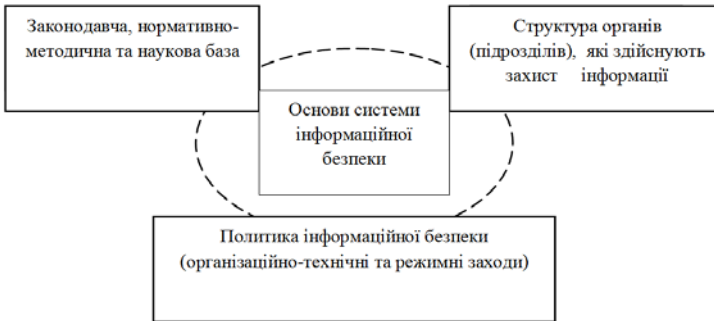 Законодавча, нормативно-
методична та наукова база
Структура органів
(підрозділів), які здійснують
захист інформації
Основи системи
інформаційної
безпеки
Политика інформаційної безпеки
(організаційно-технічні та режимні заходи)